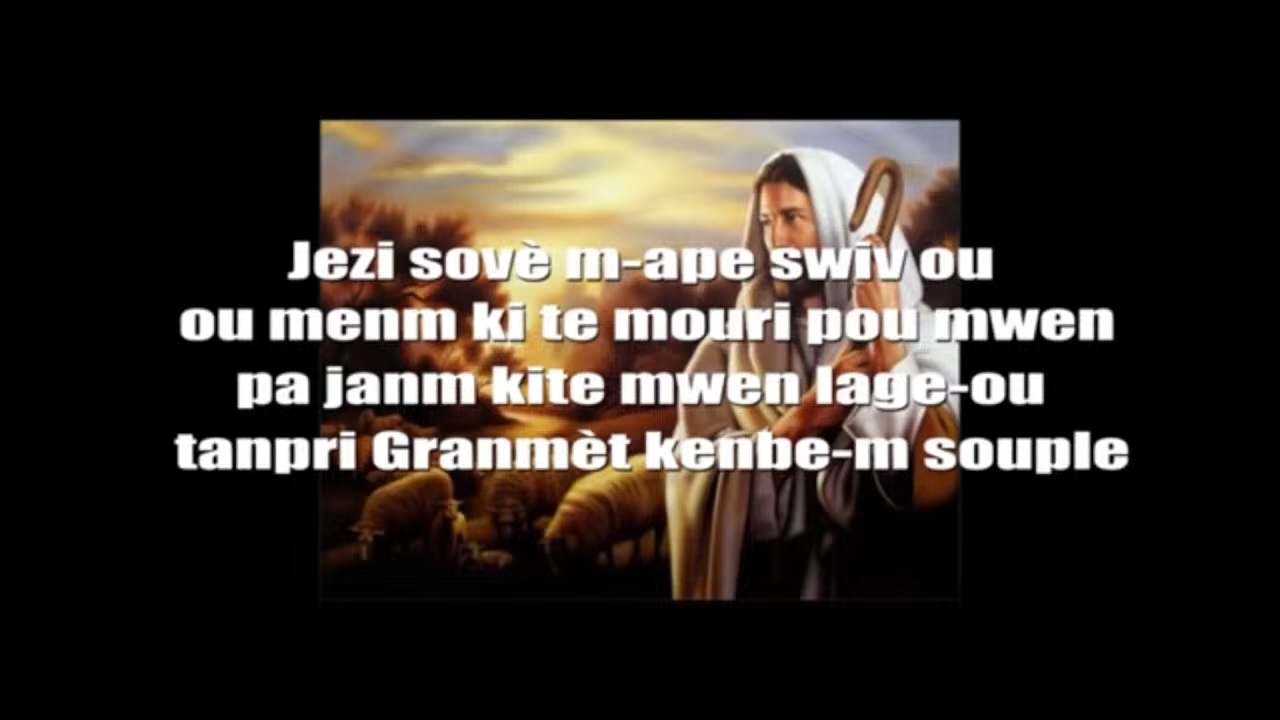 Jezi sovè m-ape swiv ou
ou menm ki te mouri pou mwen
pa janm kite mwen lage-ou
tanpri Granmèt kenbe-m souple